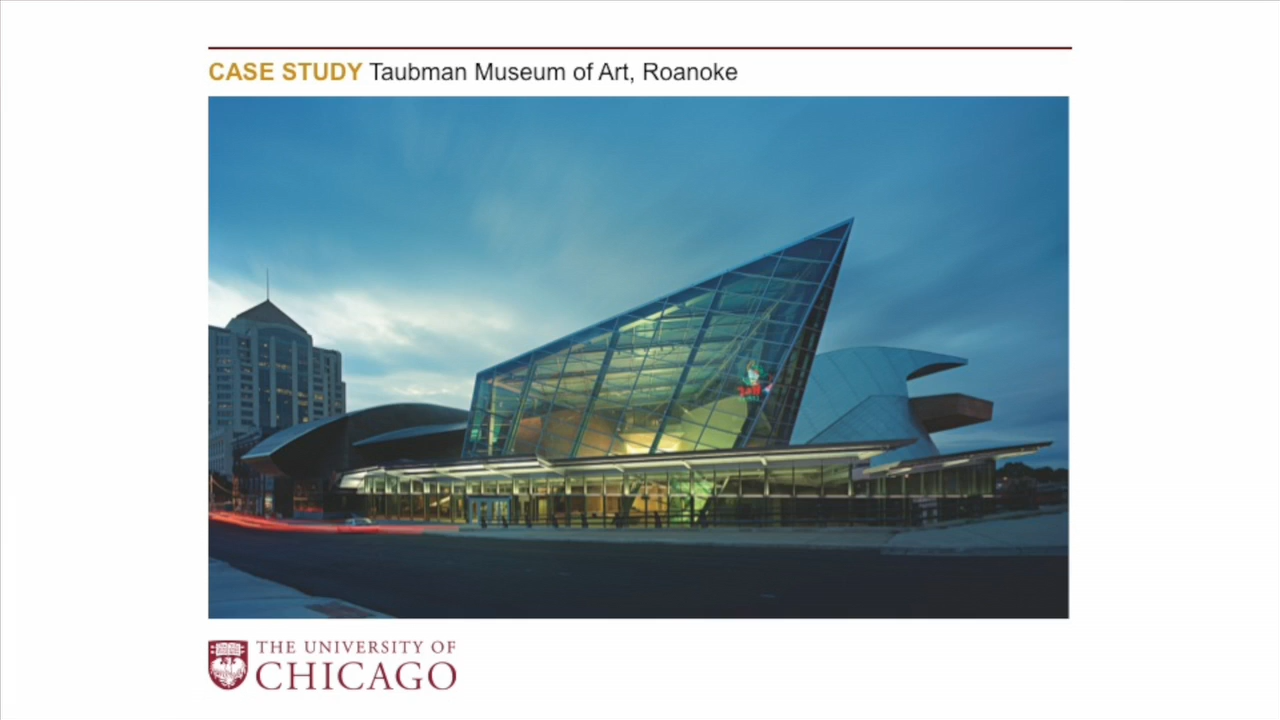 CASE STUDY Taubman Museum of Art, Roanoke
THE UNIVERSITY OF
CHICAGO